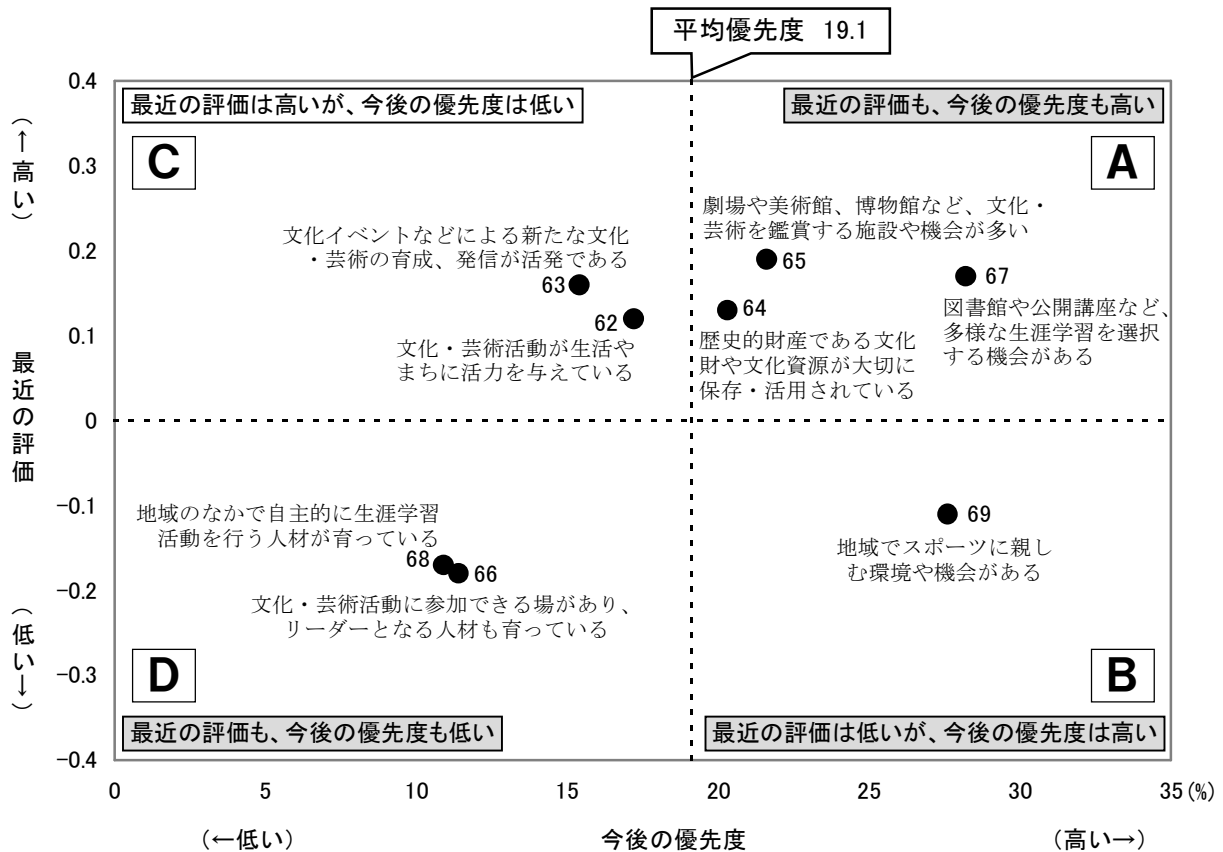 平均優先度 19.1
最近の評価は高いが、今後の優先度は低い
最近の評価も、今後の優先度も高い
C
A
（←高い）
最近の評価
（低い→）
0.4
0.3
0.2
0.1
0
−0.1
−0.2
−0.3
−0.4
文化イベントなどによる新たな文化
・芸術の育成、発信が活発である
63
62
文化・芸術活動が生活や
まちに活力を与えている
劇場や美術館、博物館など、文化・
芸術を鑑賞する施設や機会が多い
65
67
図書館や公開講座など、
多様な生涯学習を選択
する機会がある
64
歴史的財産である文化
財や文化資源が大切に
保存・活用されている
地域のなかで自主的に生涯学習
活動を行う人材が育っている
68
66
文化・芸術活動に参加できる場があり、
リーダーとなる人材も育っている
69
地域でスポーツに親し
む環境や機会がある
D
B
最近の評価も、今後の優先度も低い
最近の評価は低いが、今後の優先度は高い
0 5 10 15 20 25 30 35 (%)
（←低い） 今後の優先度 （高い→）